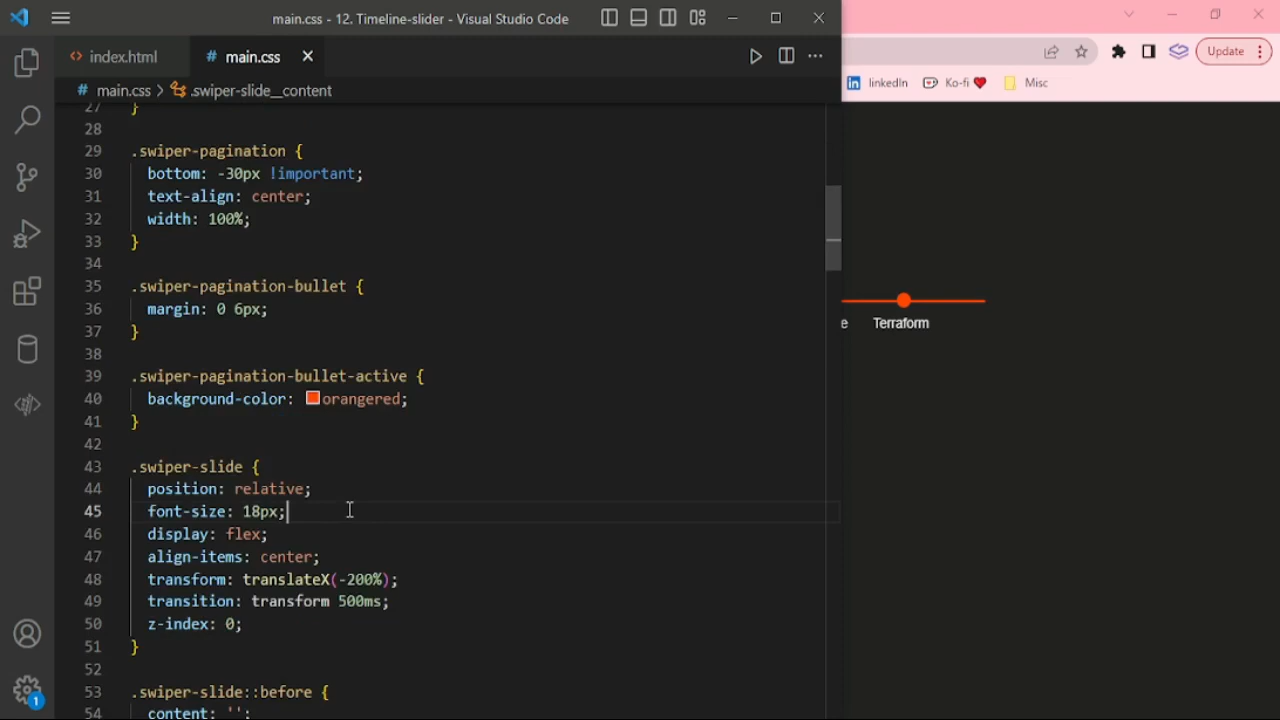 main.css - 12. Timeline-slider - Visual Studio Code
index.html
main.css
main.css > .swiper-slide__content
27 }
28
29 .swiper-pagination {
30 bottom: -30px !important;
31 text-align: center;
32 width: 100%;
33 }
34
35 .swiper-pagination-bullet {
36 margin: 0 6px;
37 }
38
39 .swiper-pagination-bullet-active {
40 background-color: orangered;
41 }
42
43 .swiper-slide {
44 position: relative;
45 font-size: 18px;
46 display: flex;
47 align-items: center;
48 transform: translateX(-200%);
49 transition: transform 500ms;
50 z-index: 0;
51 }
52
53 .swiper-slide::before {
54 content: '';
1
Update
linkedIn
Ko-fi
Misc
e
Terraform